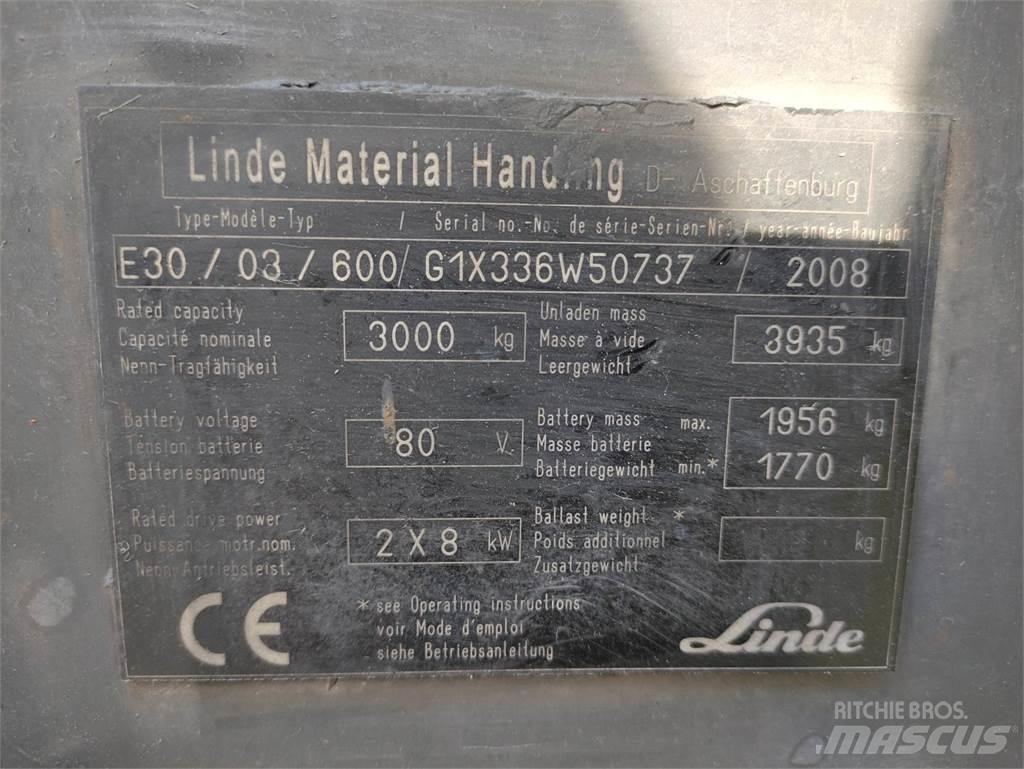 Linde Material Handling D- Aschaffenburg
Type-Modèle-Typ / Serial no.-No. de série-Serien-Nr. / year-année-Baujahr
E30 / 03 / 600 / G1X336W50737 / 2008
Rated capacity
Capacité nominale
Nenn-Tragfähigkeit
3000 kg
Unladen mass
Masse à vide
Leergewicht
3935 kg
Battery voltage
Tension batterie
Batteriespannung
80 V
Battery mass max. 1956 kg
Masse batterie
Batteriegewicht min.* 1770 kg
Rated drive power
Puissance motr.nom.
Nenn-Antriebsleist.
2 X 8 kW
Ballast weight *
Poids additionnel
Zusatzgewicht
kg
CE
* see Operating instructions
voir Mode d'emploi
siehe Betriebsanleitung
Linde
RITCHIE BROS.
MASCUS